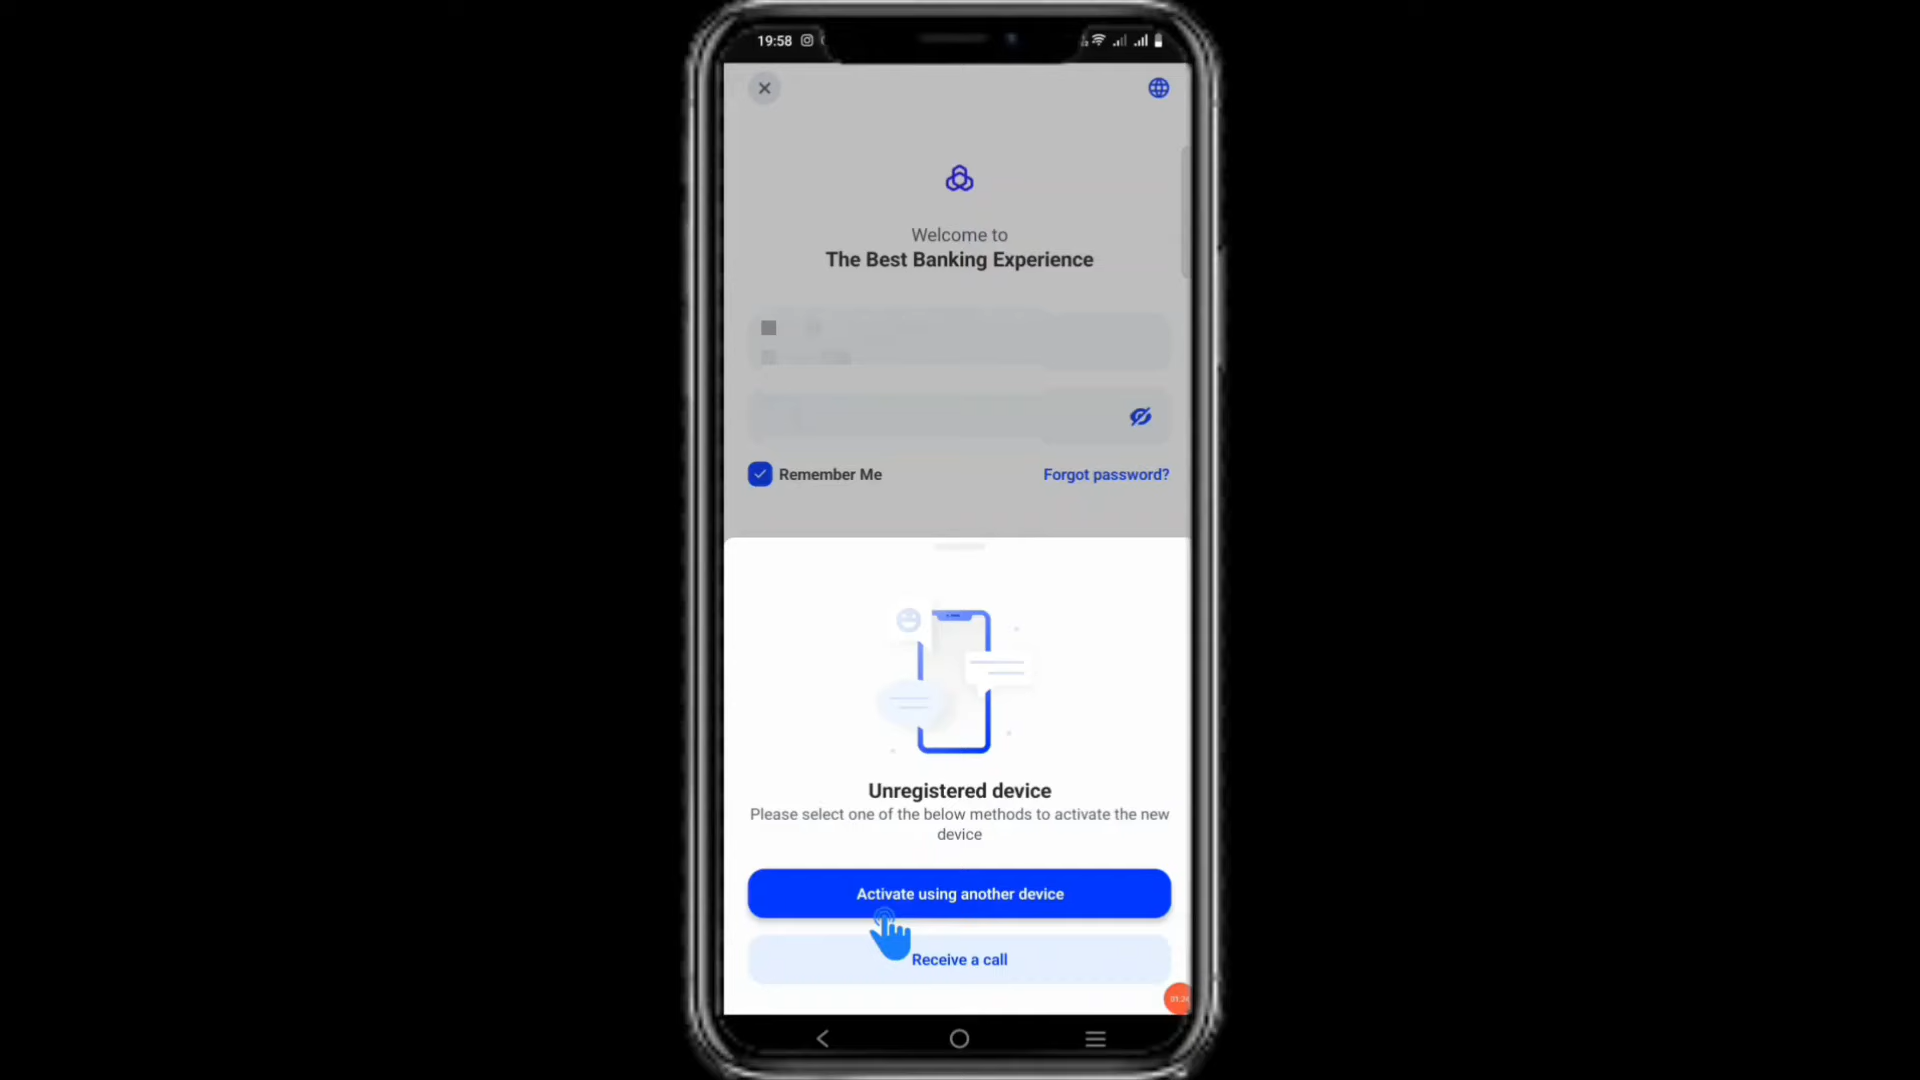 19:58
Welcome to
The Best Banking Experience
Remember Me
Forgot password?
Unregistered device
Please select one of the below methods to activate the new
device
Activate using another device
Receive a call